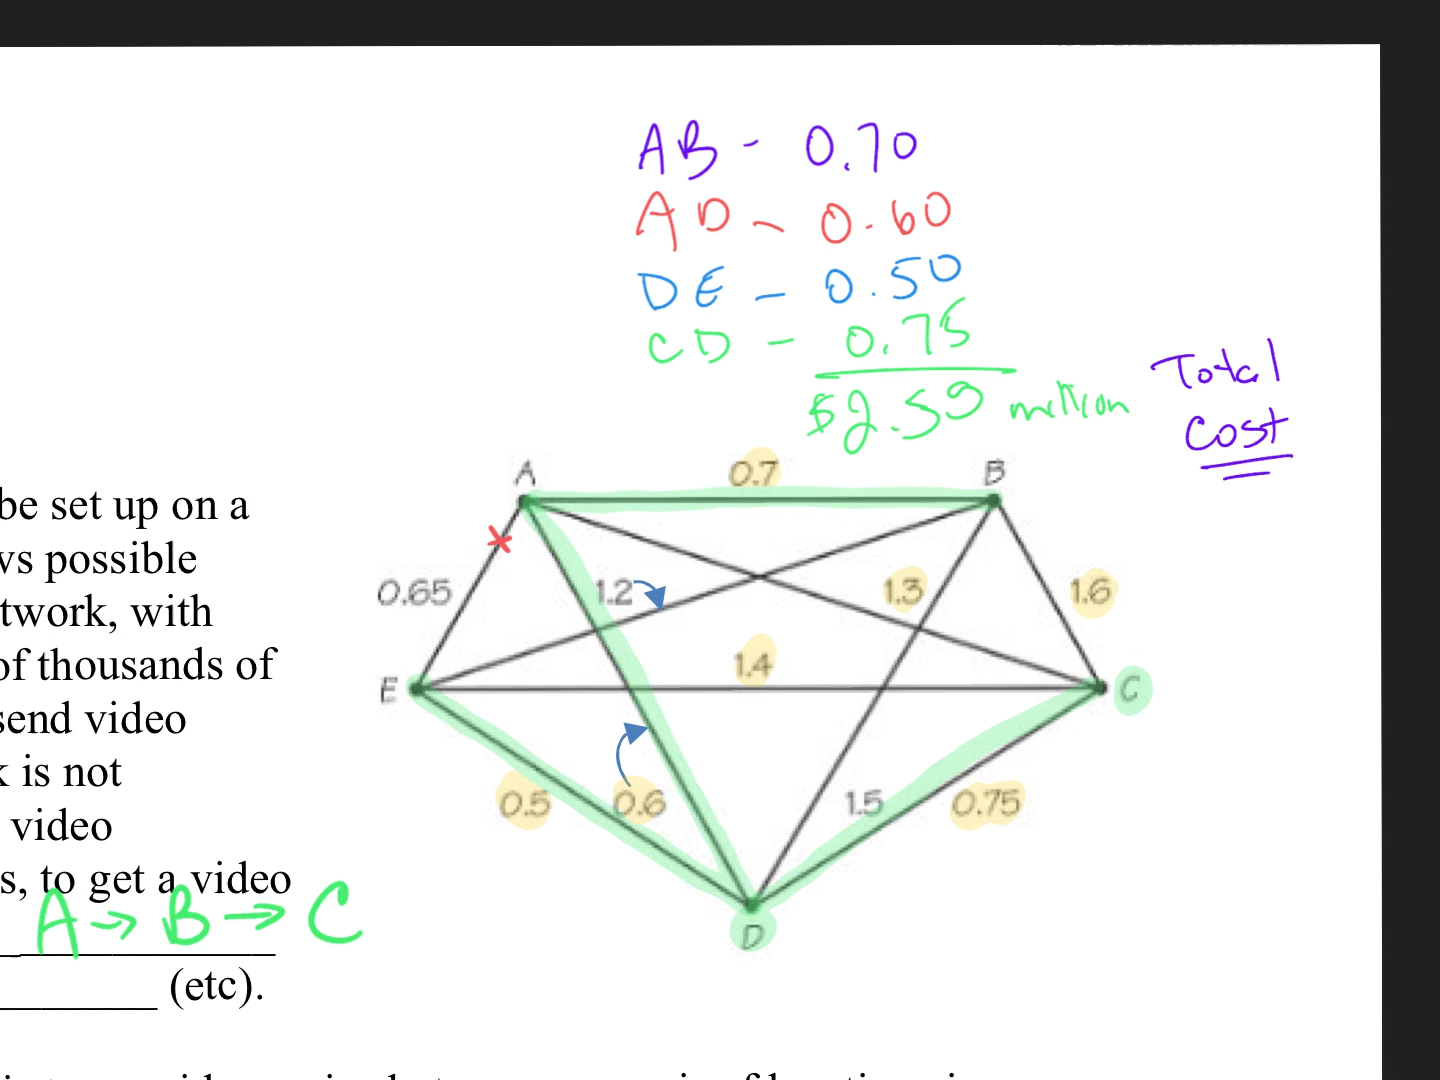 AB - 0.70
AD - 0.60
DE - 0.50
CD - 0.75
$2.59 million
Total
Cost
A
0.7
B
be set up on a
ws possible
0.65
1.2
1.3
1.6
twork, with
of thousands of
1.4
E
C
send video
k is not
0.5
0.6
1.5
0.75
video
s, to get a video
A → B → C
D
(etc).